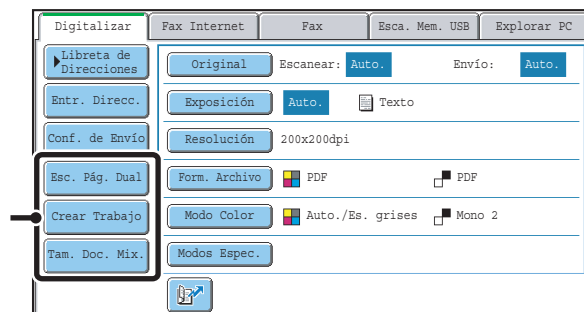 Digitalizar Fax Internet Fax Esca. Mem. USB Explorar PC
Libreta de
Direcciones
Original Escanear: Auto. Envío: Auto.
Entr. Direcc. Exposición Auto. Texto
Conf. de Envío Resolución 200x200dpi
Esc. Pág. Dual Form. Archivo PDF PDF
Crear Trabajo Modo Color Auto./Es. grises Mono 2
Tam. Doc. Mix. Modos Espec.